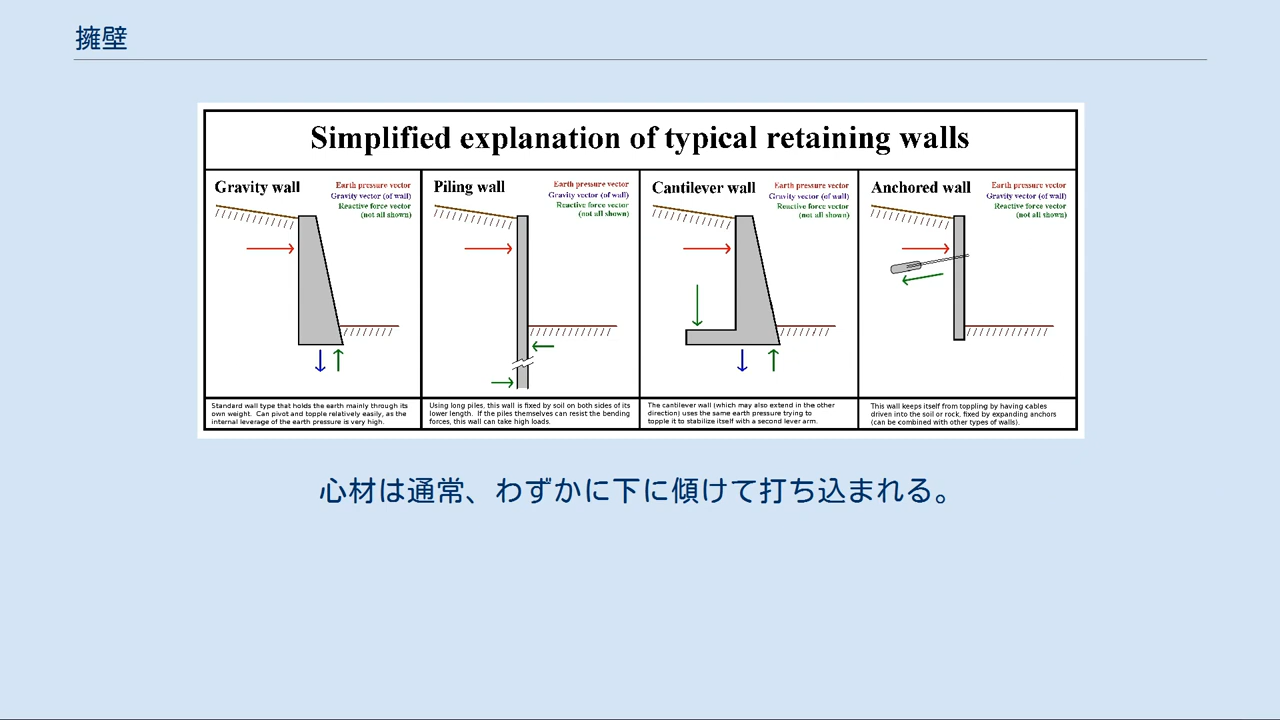 擁壁
Simplified explanation of typical retaining walls
Gravity wall
Earth pressure vector
Gravity vector (of wall)
Reactive force vector
(not all shown)
Standard wall type that holds the earth mainly through its
own weight. Can pivot and topple relatively easily, as the
internal leverage of the earth pressure is very high.
Piling wall
Earth pressure vector
Gravity vector (of wall)
Reactive force vector
(not all shown)
Using long piles, this wall is fixed by soil on both sides of its
lower length. If the piles themselves can resist the bending
forces, this wall can take high loads.
Cantilever wall
Earth pressure vector
Gravity vector (of wall)
Reactive force vector
(not all shown)
The cantilever wall (which may also extend in the other
direction) uses the same earth pressure trying to
topple it to stabilize itself with a second lever arm.
Anchored wall
Earth pressure vector
Gravity vector (of wall)
Reactive force vector
(not all shown)
This wall keeps itself from toppling by having cables
driven into the soil or rock, fixed by expanding anchors
(can be combined with other types of walls).
心材は通常、わずかに下に傾けて打ち込まれる。